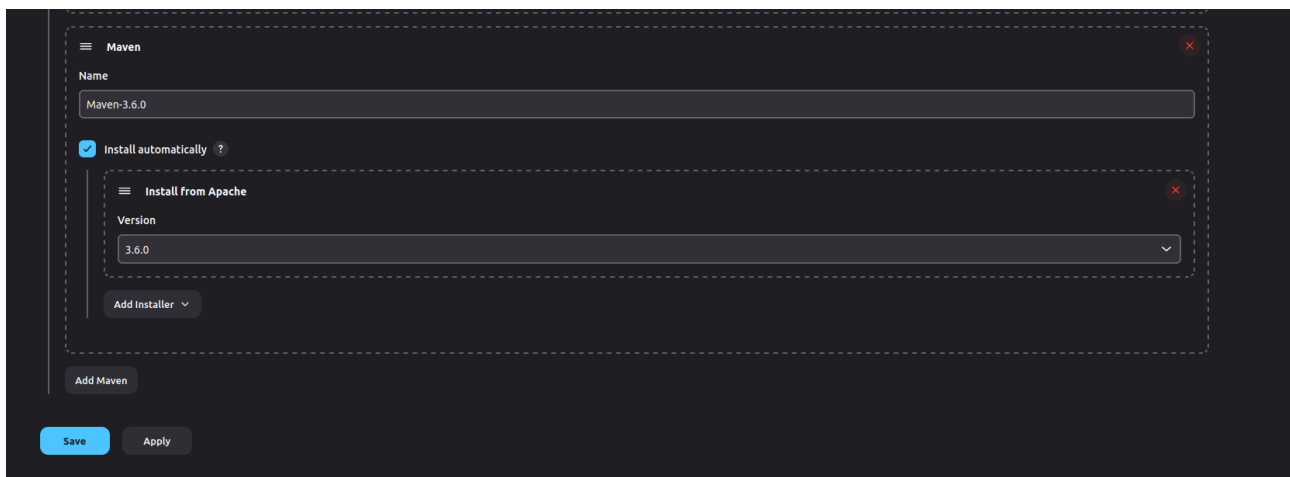 Maven
Name
Maven-3.6.0
Install automatically ?
Install from Apache
Version
3.6.0
Add Installer
Add Maven
Save Apply